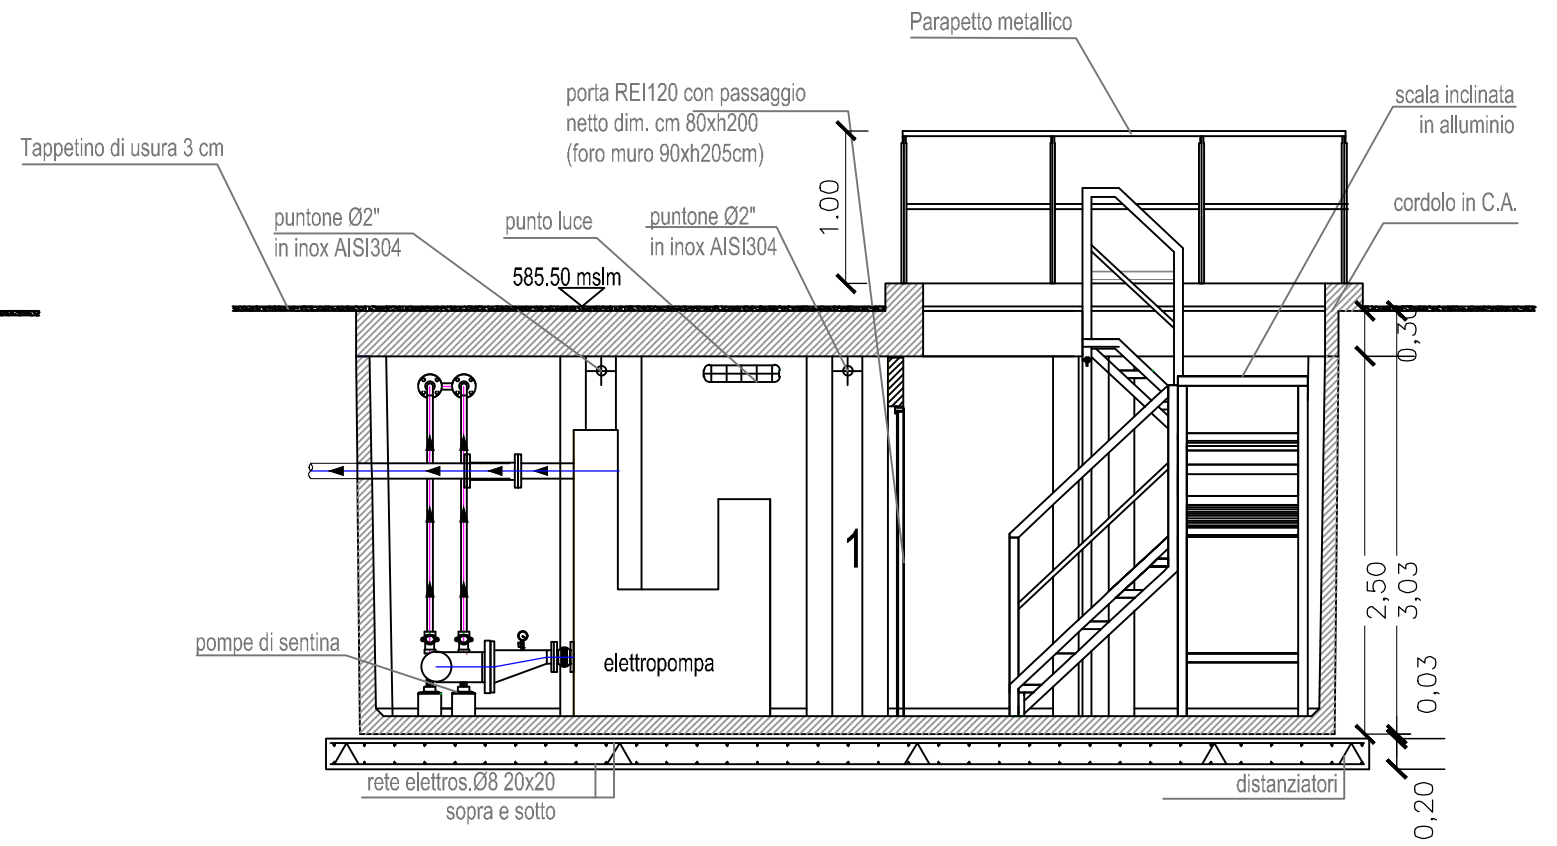 Parapetto metallico
porta REI120 con passaggio
netto dim. cm 80xh200
(foro muro 90xh205cm)
scala inclinata
in alluminio
Tappetino di usura 3 cm
puntone Ø2"
in inox AISI304
punto luce
puntone Ø2"
in inox AISI304
1.00
cordolo in C.A.
585.50 mslm
0,30
1
2,50
3,03
pompe di sentina
elettropompa
0,03
rete elettros.Ø8 20x20
sopra e sotto
distanziatori
0,20